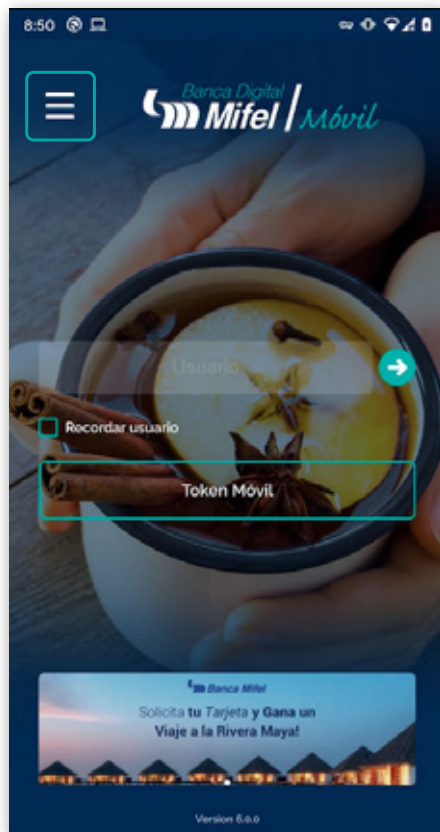 8:50
Banca Digital
Mifel Móvil
Usuario
Recordar usuario
Token Móvil
Banca Mifel
Solicita tu Tarjeta y Gana un
Viaje a la Rivera Maya!
Version 6.0.0